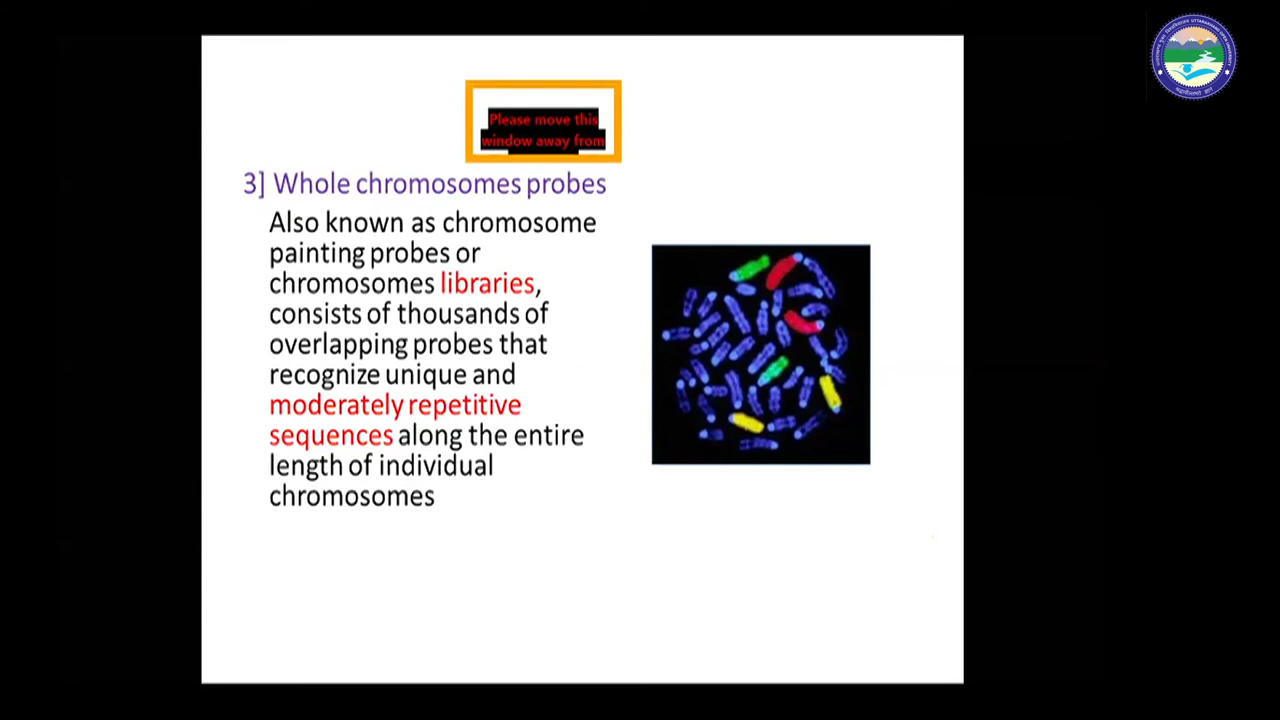 Please move this
window away from
3] Whole chromosomes probes
Also known as chromosome
painting probes or
chromosomes libraries,
consists of thousands of
overlapping probes that
recognize unique and
moderately repetitive
sequences along the entire
length of individual
chromosomes